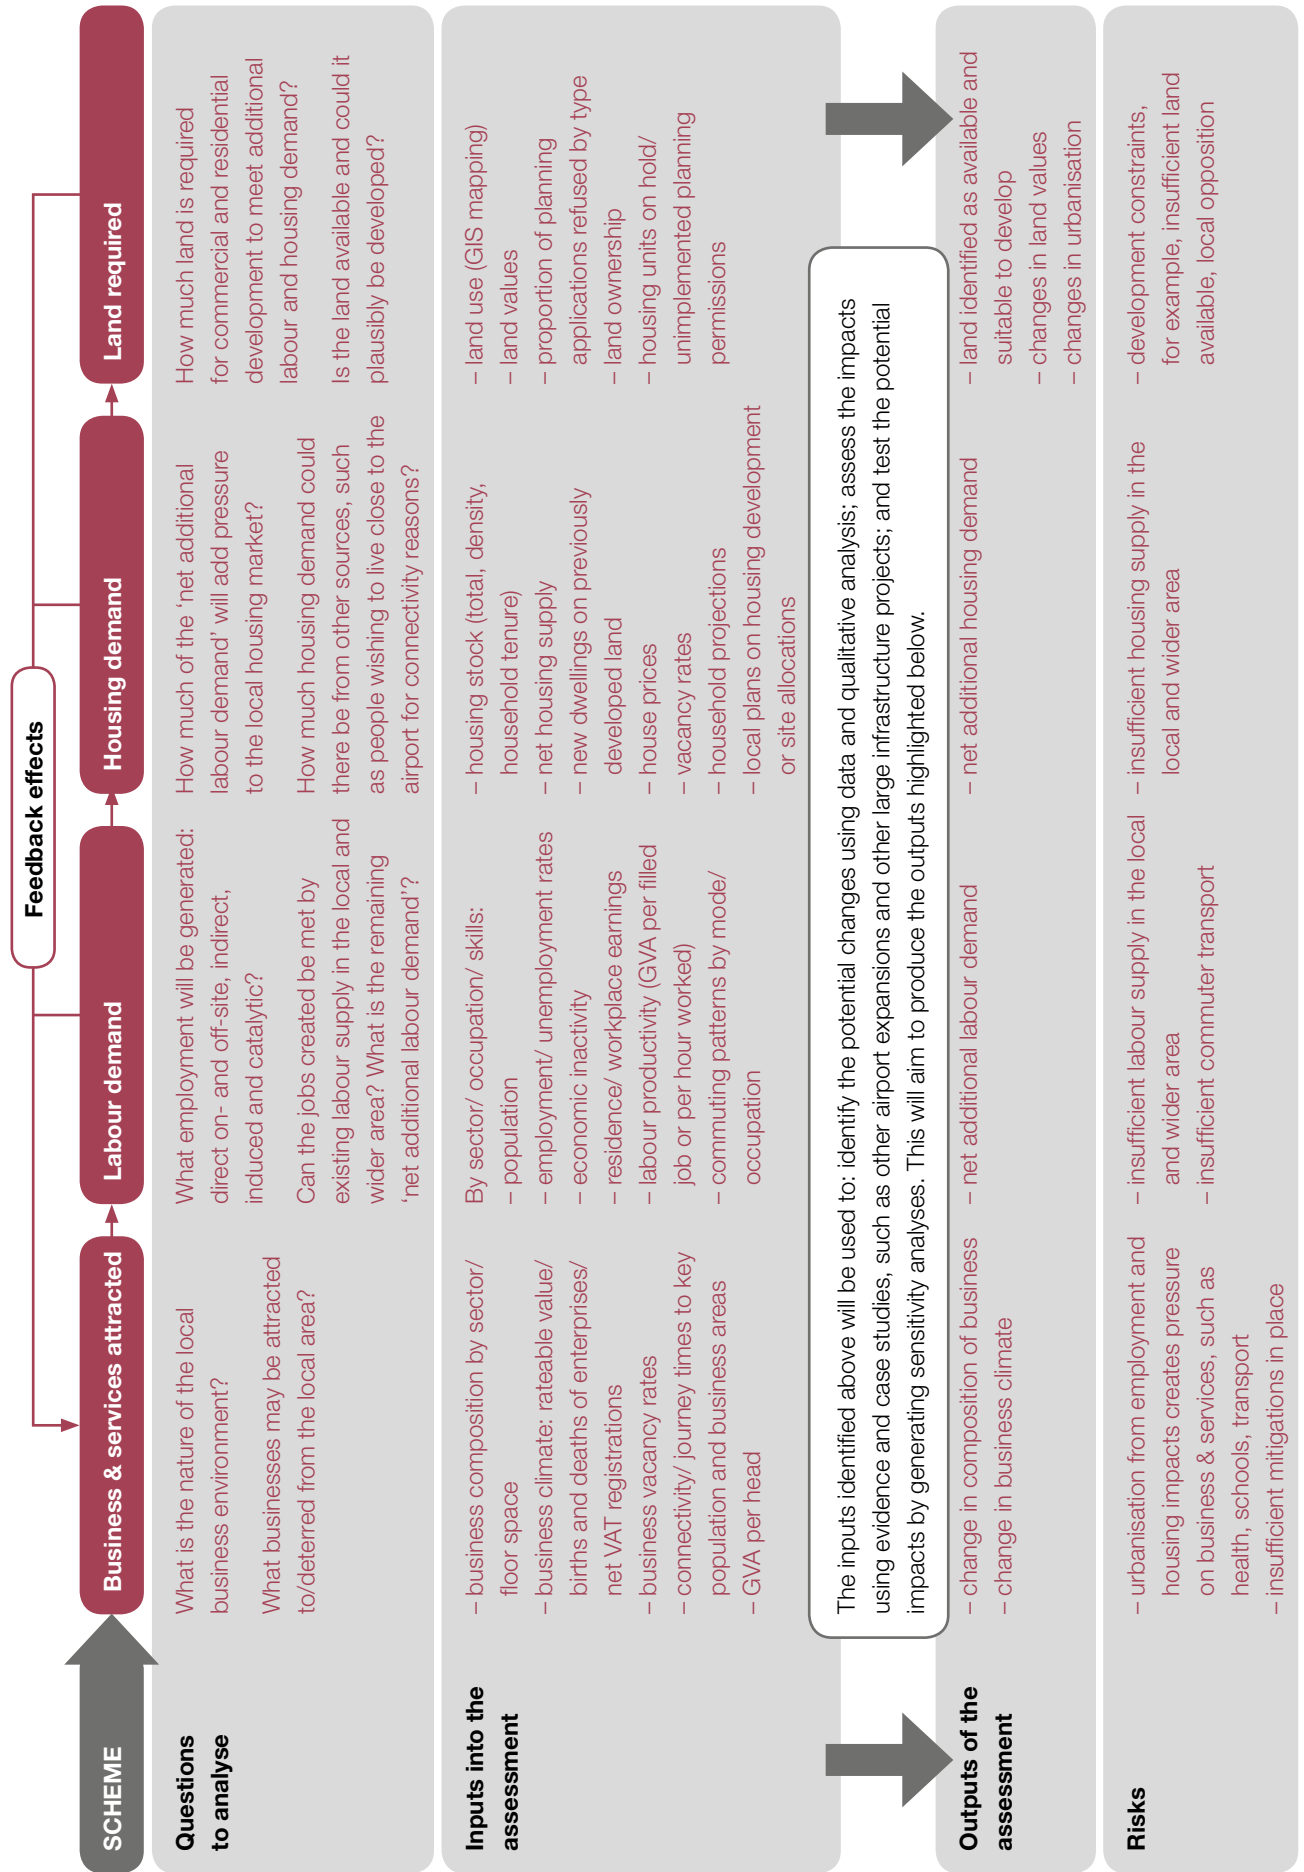 Feedback effects
SCHEME
Business & services attracted
Labour demand
Housing demand
Land required
Questions
to analyse
What is the nature of the local
business environment?
What businesses may be attracted
to/deterred from the local area?
What employment will be generated:
direct on- and off-site, indirect,
induced and catalytic?
Can the jobs created be met by
existing labour supply in the local and
wider area? What is the remaining
‘net additional labour demand’?
How much of the ‘net additional
labour demand’ will add pressure
to the local housing market?
How much housing demand could
there be from other sources, such
as people wishing to live close to the
airport for connectivity reasons?
How much land is required
for commercial and residential
development to meet additional
labour and housing demand?
Is the land available and could it
plausibly be developed?
Inputs into the
assessment
– business composition by sector/
floor space
– business climate: rateable value/
births and deaths of enterprises/
net VAT registrations
– business vacancy rates
– connectivity/ journey times to key
population and business areas
– GVA per head
By sector/ occupation/ skills:
– population
– employment/ unemployment rates
– economic inactivity
– residence/ workplace earnings
– labour productivity (GVA per filled
job or per hour worked)
– commuting patterns by mode/
occupation
– housing stock (total, density,
household tenure)
– net housing supply
– new dwellings on previously
developed land
– house prices
– vacancy rates
– household projections
– local plans on housing development
or site allocations
– land use (GIS mapping)
– land values
– proportion of planning
applications refused by type
– land ownership
– housing units on hold/
unimplemented planning
permissions
The inputs identified above will be used to: identify the potential changes using data and qualitative analysis; assess the impacts
using evidence and case studies, such as other airport expansions and other large infrastructure projects; and test the potential
impacts by generating sensitivity analyses. This will aim to produce the outputs highlighted below.
Outputs of the
assessment
– change in composition of business
– change in business climate
– net additional labour demand
– net additional housing demand
– land identified as available and
suitable to develop
– changes in land values
– changes in urbanisation
Risks
– urbanisation from employment and
housing impacts creates pressure
on business & services, such as
health, schools, transport
– insufficient mitigations in place
– insufficient labour supply in the local
and wider area
– insufficient commuter transport
– insufficient housing supply in the
local and wider area
– development constraints,
for example, insufficient land
available, local opposition